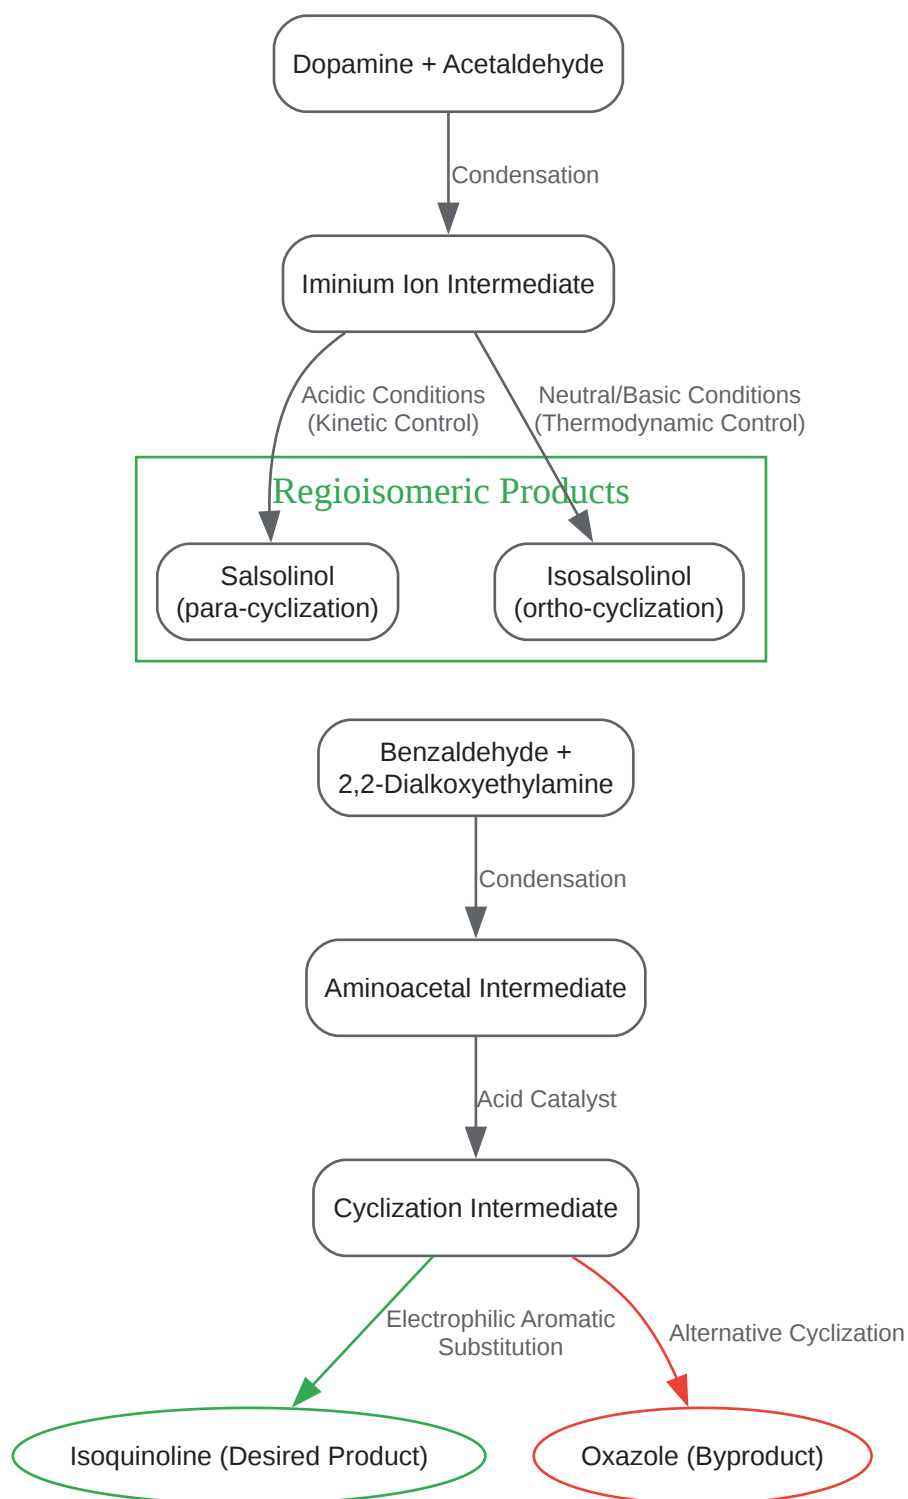 Dopamine + Acetaldehyde
Condensation
Iminium Ion Intermediate
Acidic Conditions
(Kinetic Control)
Neutral/Basic Conditions
(Thermodynamic Control)
Regioisomeric Products
Salsolinol
(para-cyclization)
Isosalsolinol
(ortho-cyclization)
Benzaldehyde +
2,2-Dialkoxyethylamine
Condensation
Aminoacetal Intermediate
Acid Catalyst
Cyclization Intermediate
Electrophilic Aromatic
Substitution
Alternative Cyclization
Isoquinoline (Desired Product)
Oxazole (Byproduct)